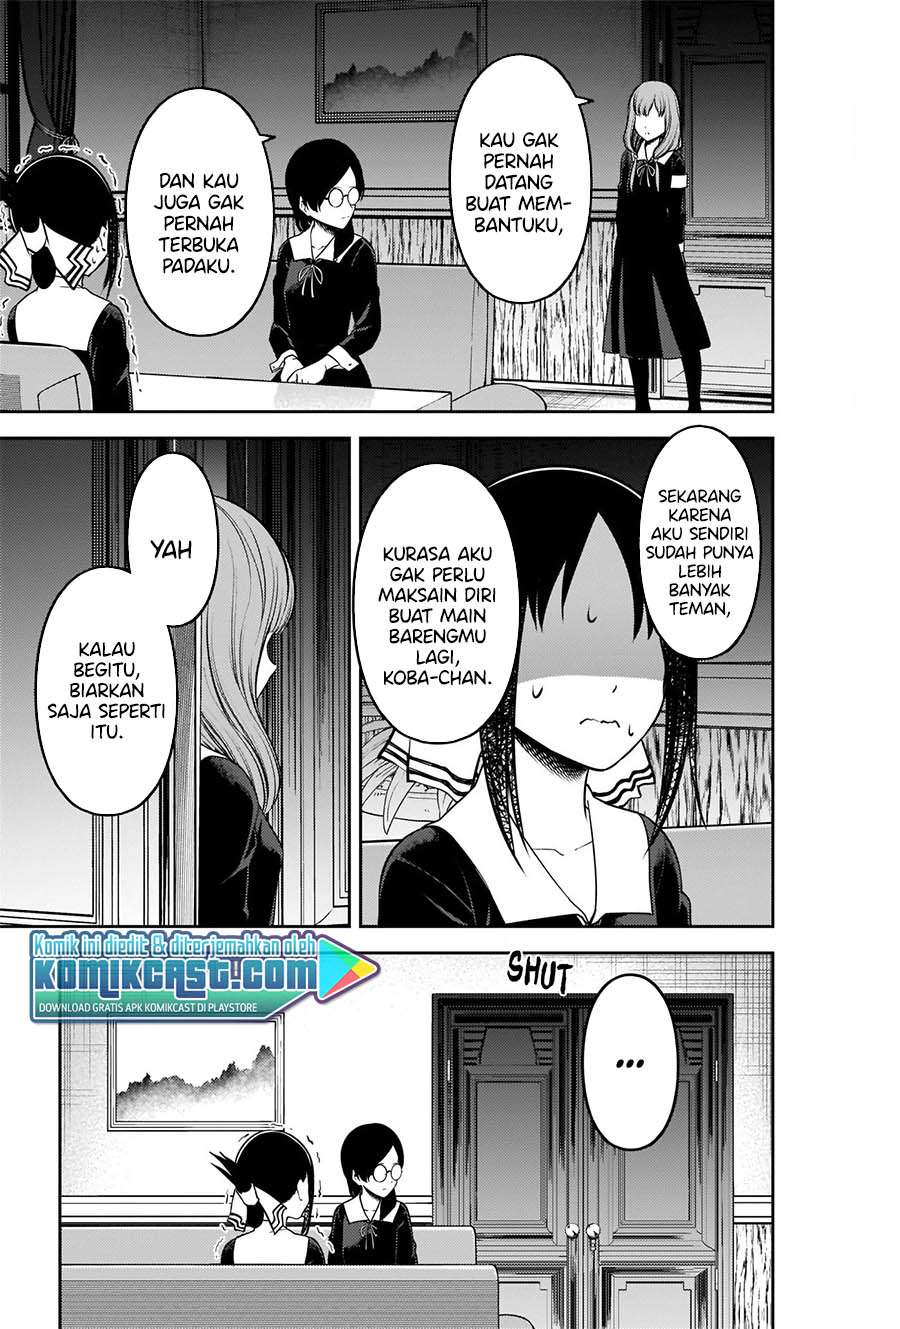 KAU GAK
PERNAH
DATANG
BUAT MEM-
BANTUKU,
DAN KAU
JUGA GAK
PERNAH
TERBUKA
PADAKU.
SEKARANG
KARENA
AKU SENDIRI
SUDAH PUNYA
LEBIH
BANYAK
TEMAN,
KURASA AKU
GAK PERLU
MAKSAIN DIRI
BUAT MAIN
BARENGMU
LAGI,
KOBA-CHAN.
YAH
KALAU
BEGITU,
BIARKAN
SAJA SEPERTI
ITU.
Komik ini diedit & diterjemahkan oleh
KOMIKCAST.COM
DOWNLOAD GRATIS APK KOMIKCAST DI PLAYSTORE
SHUT
...